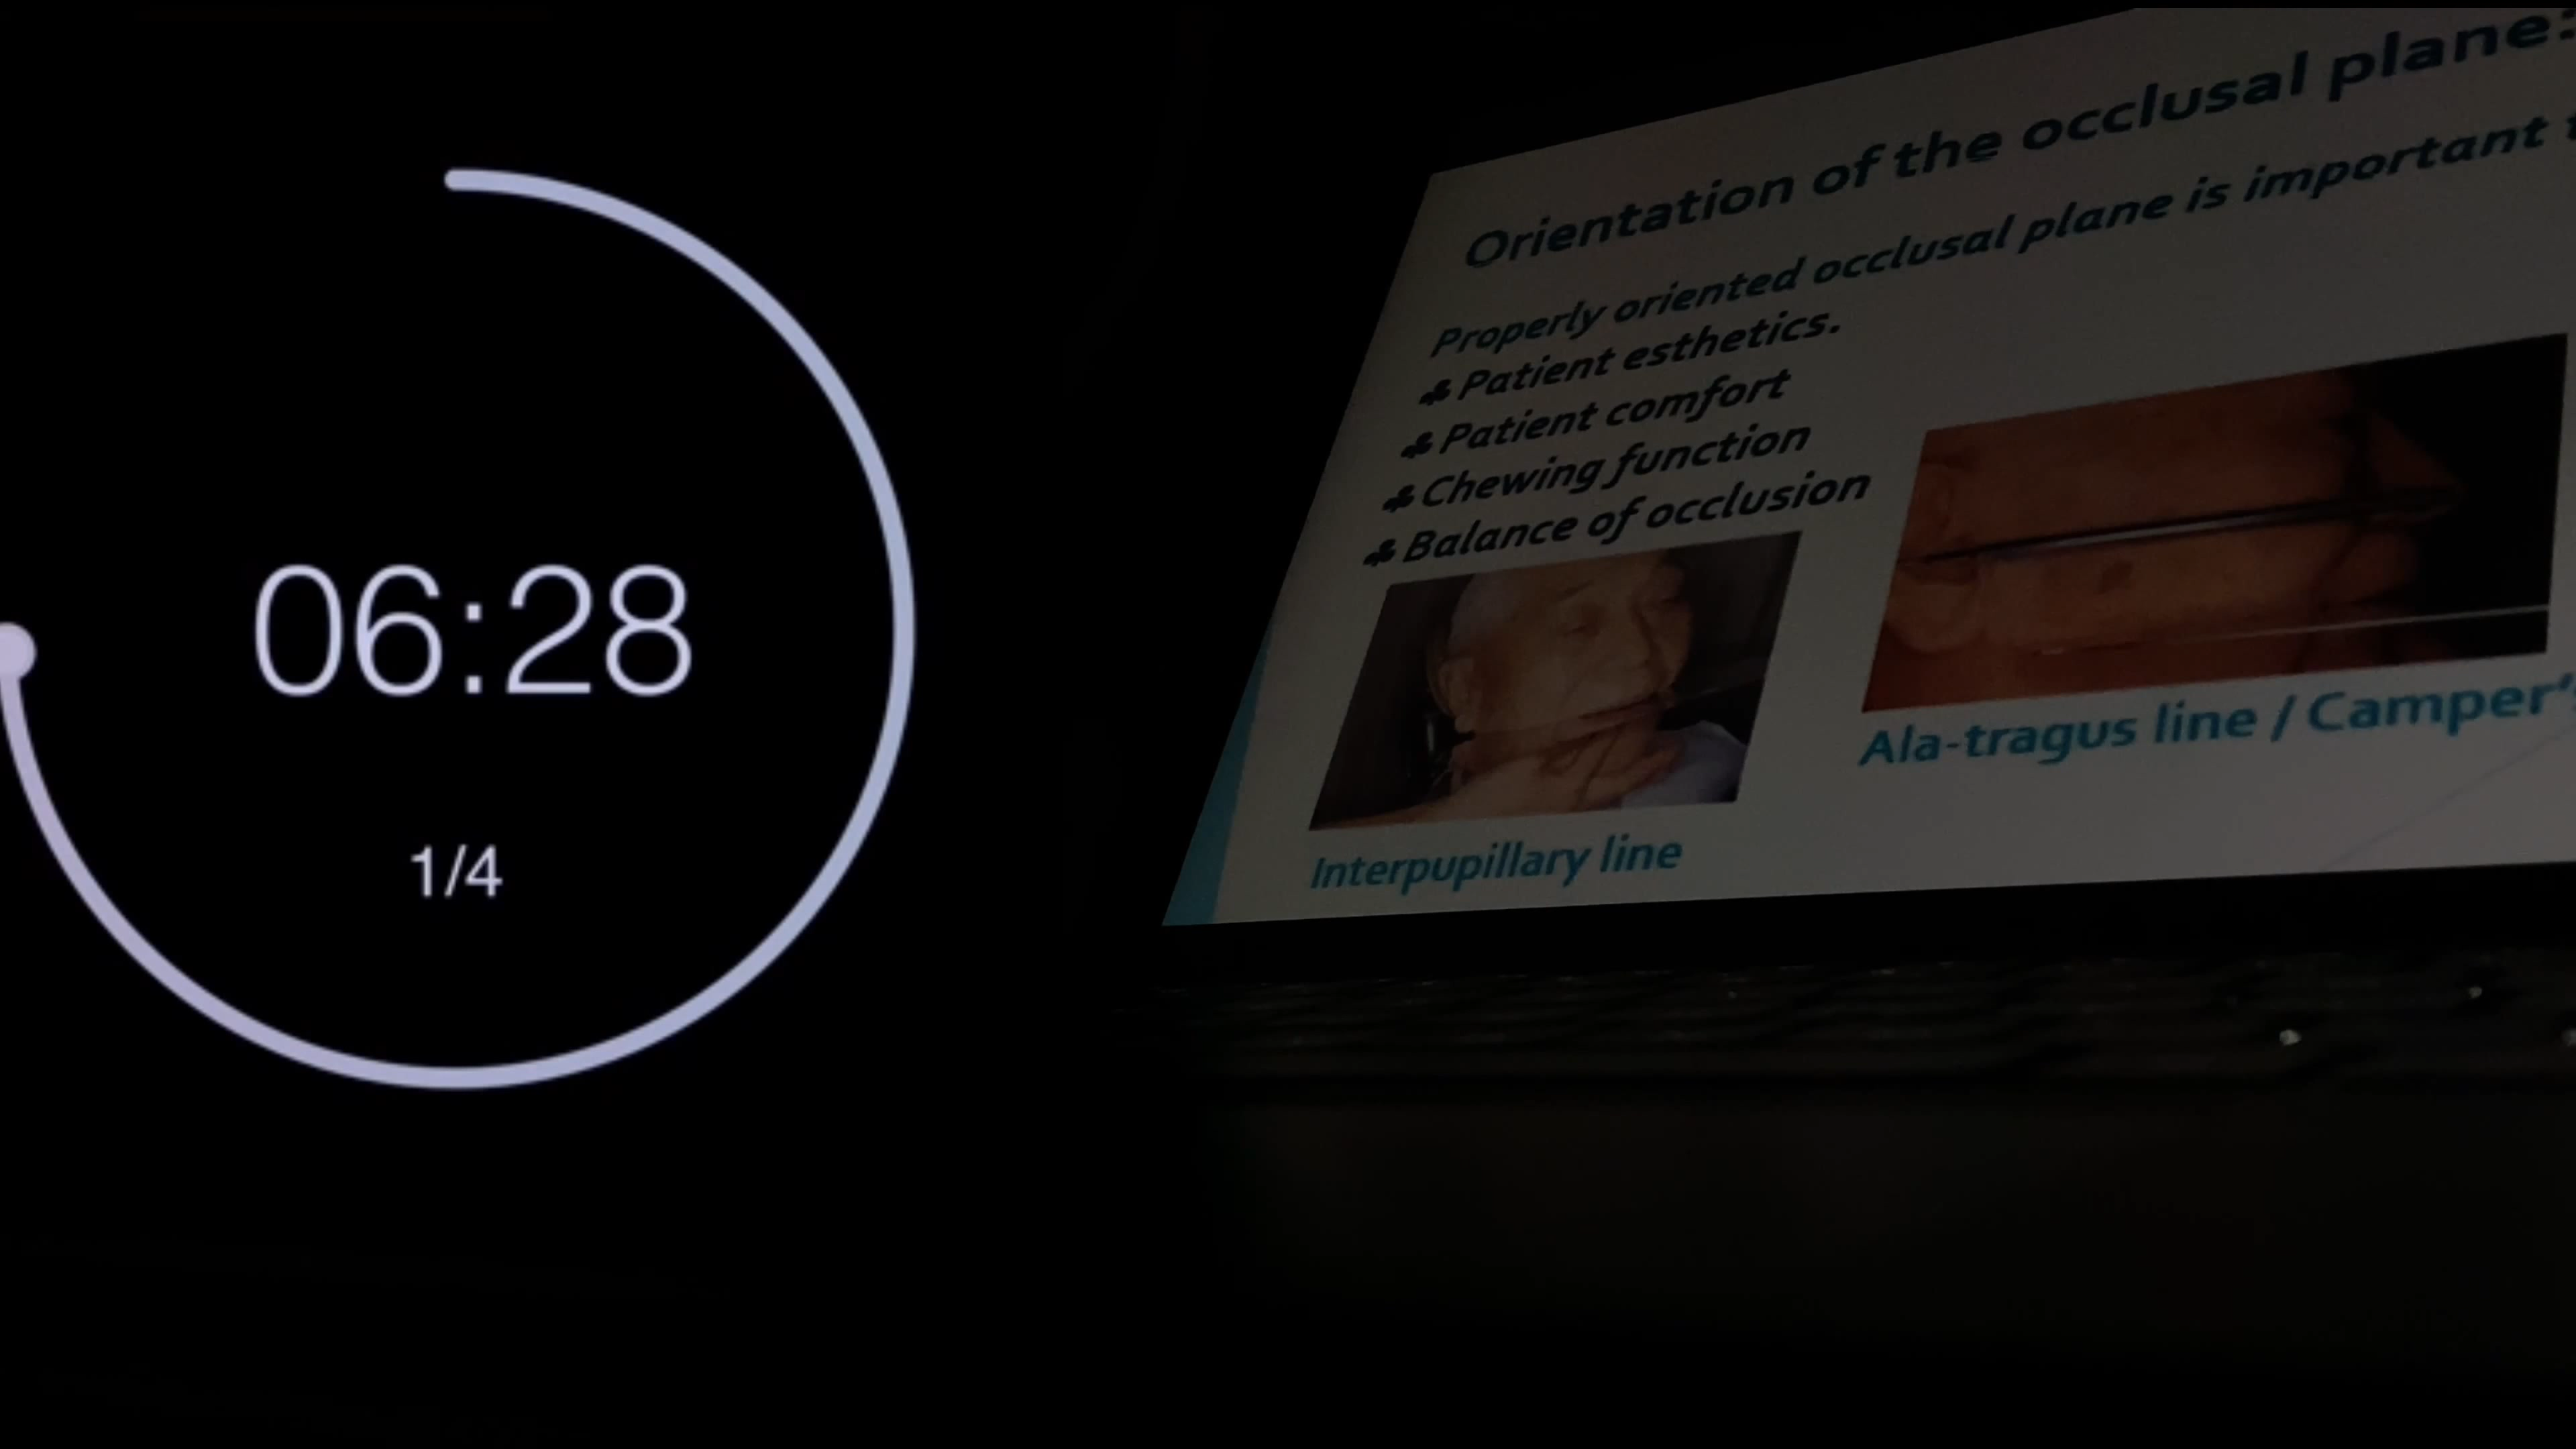 06:28
1/4
Orientation of the occlusal plane:
Properly oriented occlusal plane is important
♣ Patient esthetics.
♣ Patient comfort
♣ Chewing function
♣ Balance of occlusion
Interpupillary line
Ala-tragus line / Camper's